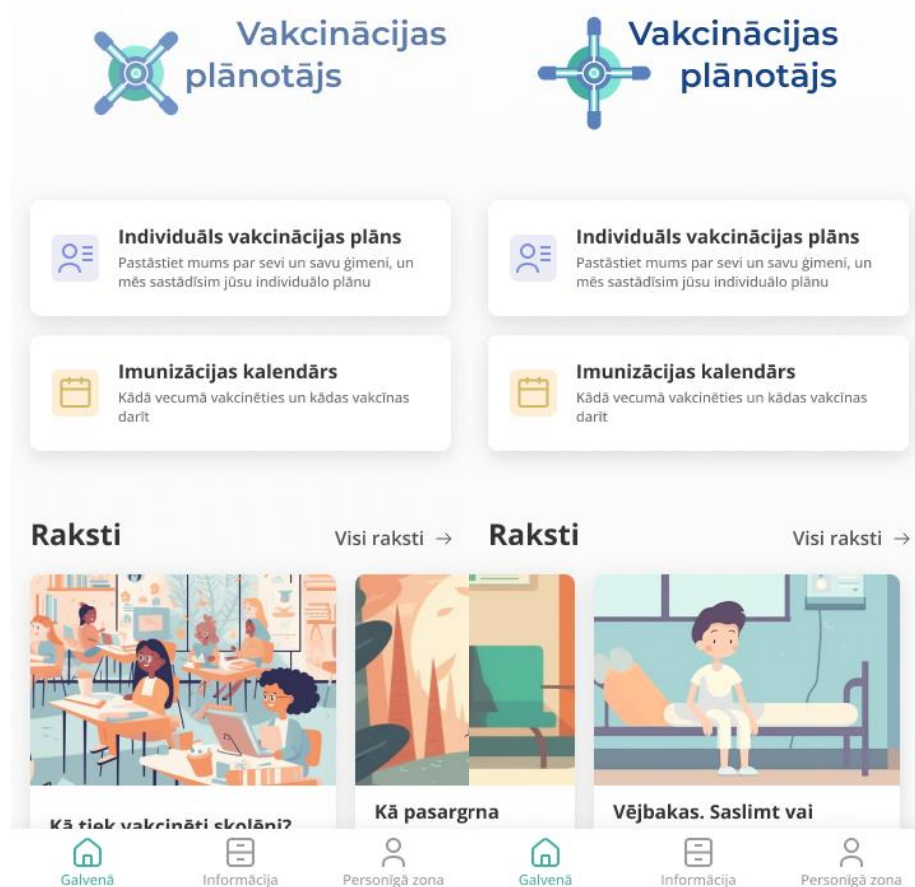 Vakcinācijas
plānotājs
Individuāls vakcinācijas plāns
Pastāstiet mums par sevi un savu ģimeni, un
mēs sastādīsim jūsu individuālo plānu
Imunizācijas kalendārs
Kādā vecumā vakcinēties un kādas vakcīnas
darīt
Raksti
Visi raksti →
Kā tiek vakcinēti skolēni?
Kā pasargrna
Galvenā
Informācija
Personīgā zona
Vakcinācijas
plānotājs
Individuāls vakcinācijas plāns
Pastāstiet mums par sevi un savu ģimeni, un
mēs sastādīsim jūsu individuālo plānu
Imunizācijas kalendārs
Kādā vecumā vakcinēties un kādas vakcīnas
darīt
Raksti
Visi raksti →
Vējbakas. Saslimt vai
Galvenā
Informācija
Personīgā zona